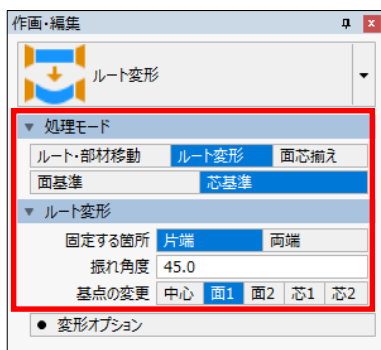 作画・編集
ルート変形
処理モード
ルート・部材移動 ルート変形 面芯揃え
面基準 芯基準
ルート変形
固定する箇所 片端 両端
振れ角度 45.0
基点の変更 中心 面1 面2 芯1 芯2
変形オプション